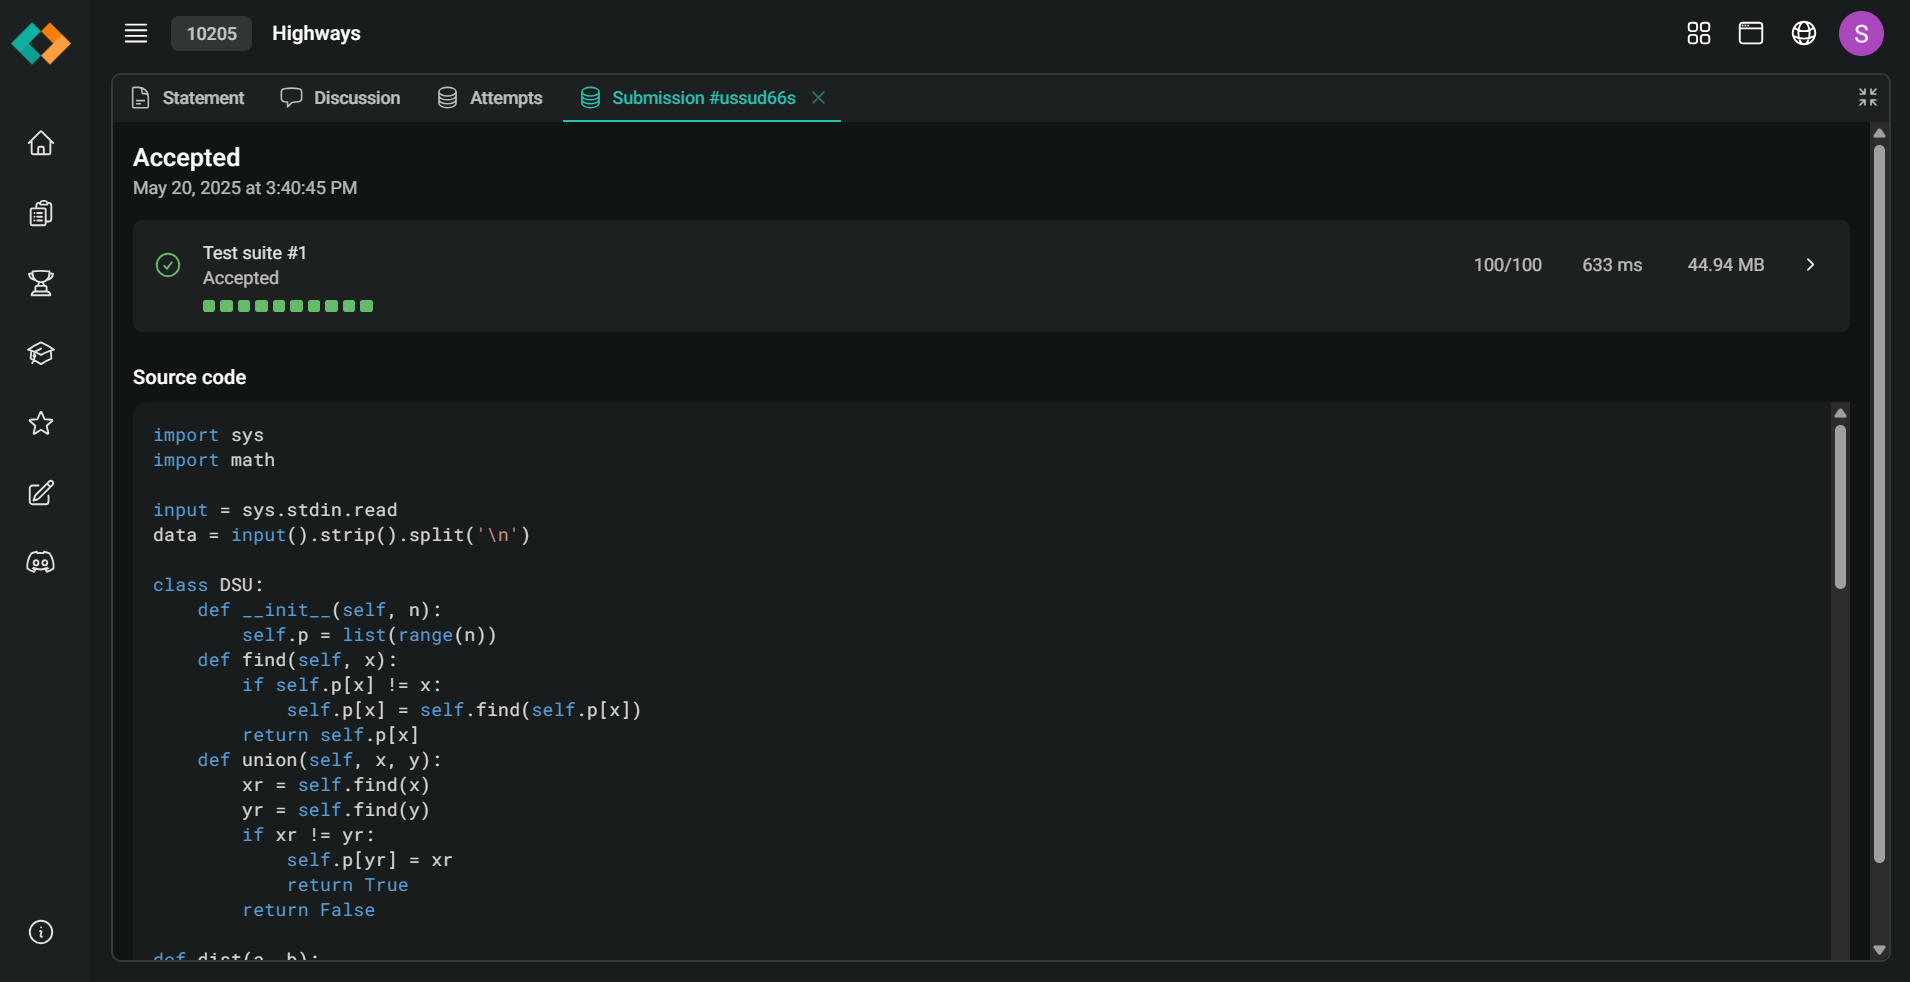 10205 Highways S
Statement Discussion Attempts Submission #ussud66s
Accepted
May 20, 2025 at 3:40:45 PM
Test suite #1
Accepted
100/100 633 ms 44.94 MB
Source code
import sys
import math

input = sys.stdin.read
data = input().strip().split('\n')

class DSU:
    def __init__(self, n):
        self.p = list(range(n))
    def find(self, x):
        if self.p[x] != x:
            self.p[x] = self.find(self.p[x])
        return self.p[x]
    def union(self, x, y):
        xr = self.find(x)
        yr = self.find(y)
        if xr != yr:
            self.p[yr] = xr
            return True
        return False

def dist(a, b):